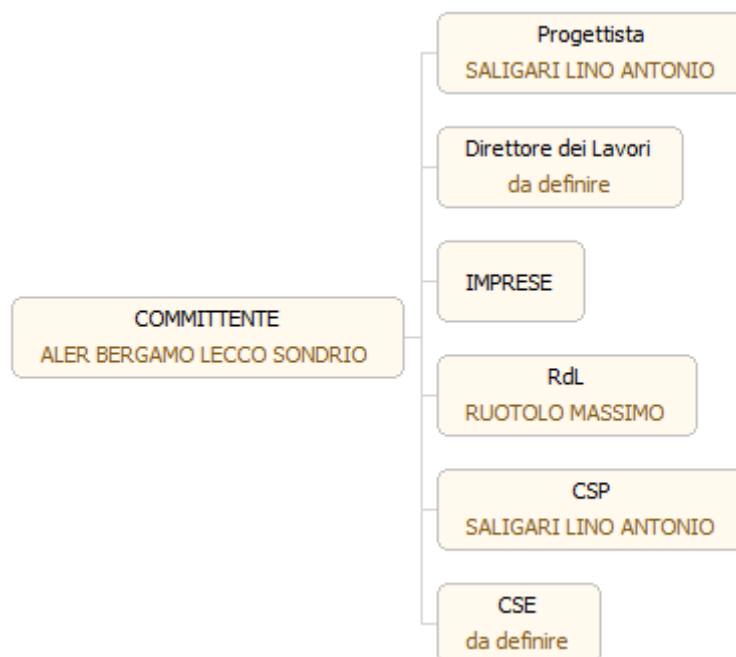 Progettista
SALIGARI LINO ANTONIO
Direttore dei Lavori
da definire
IMPRESE
COMMITTENTE
ALER BERGAMO LECCO SONDRIO
RdL
RUOTOLO MASSIMO
CSP
SALIGARI LINO ANTONIO
CSE
da definire